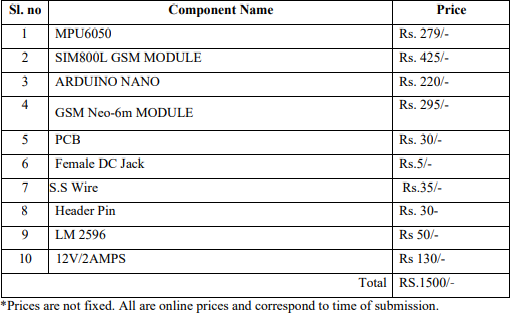 Sl. no Component Name Price
1 MPU6050 Rs. 279/-
2 SIM800L GSM MODULE Rs. 425/-
3 ARDUINO NANO Rs. 220/-
4 GSM Neo-6m MODULE Rs. 295/-
5 PCB Rs. 30/-
6 Female DC Jack Rs.5/-
7 S.S Wire Rs.35/-
8 Header Pin Rs. 30-
9 LM 2596 Rs 50/-
10 12V/2AMPS Rs 130/-
Total RS.1500/-
*Prices are not fixed. All are online prices and correspond to time of submission.